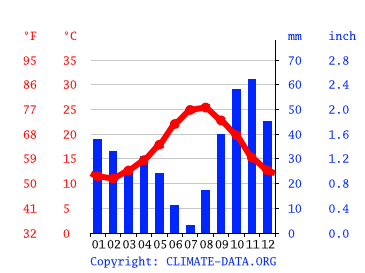 °F °C mm inch
95 35 70 2.8
86 30 60 2.4
77 25 50 2.0
68 20 40 1.6
59 15 30 1.2
50 10 20 0.8
41 5 10 0.4
32 0 0 0.0
01 02 03 04 05 06 07 08 09 10 11 12
Copyright: CLIMATE-DATA.ORG